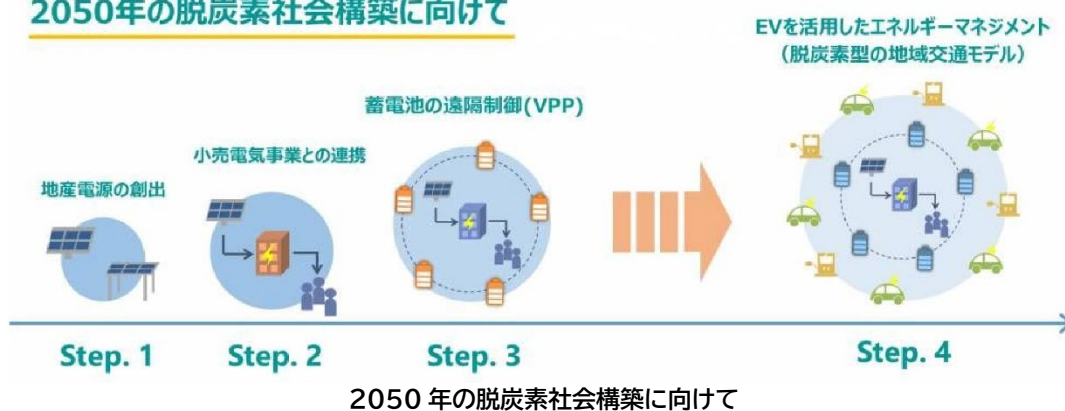 2050年の脱炭素社会構築に向けて
EVを活用したエネルギーマネジメント
(脱炭素型の地域交通モデル)
蓄電池の遠隔制御(VPP)
小売電気事業との連携
地産電源の創出
Step. 1
Step. 2
Step. 3
Step. 4
2050 年の脱炭素社会構築に向けて